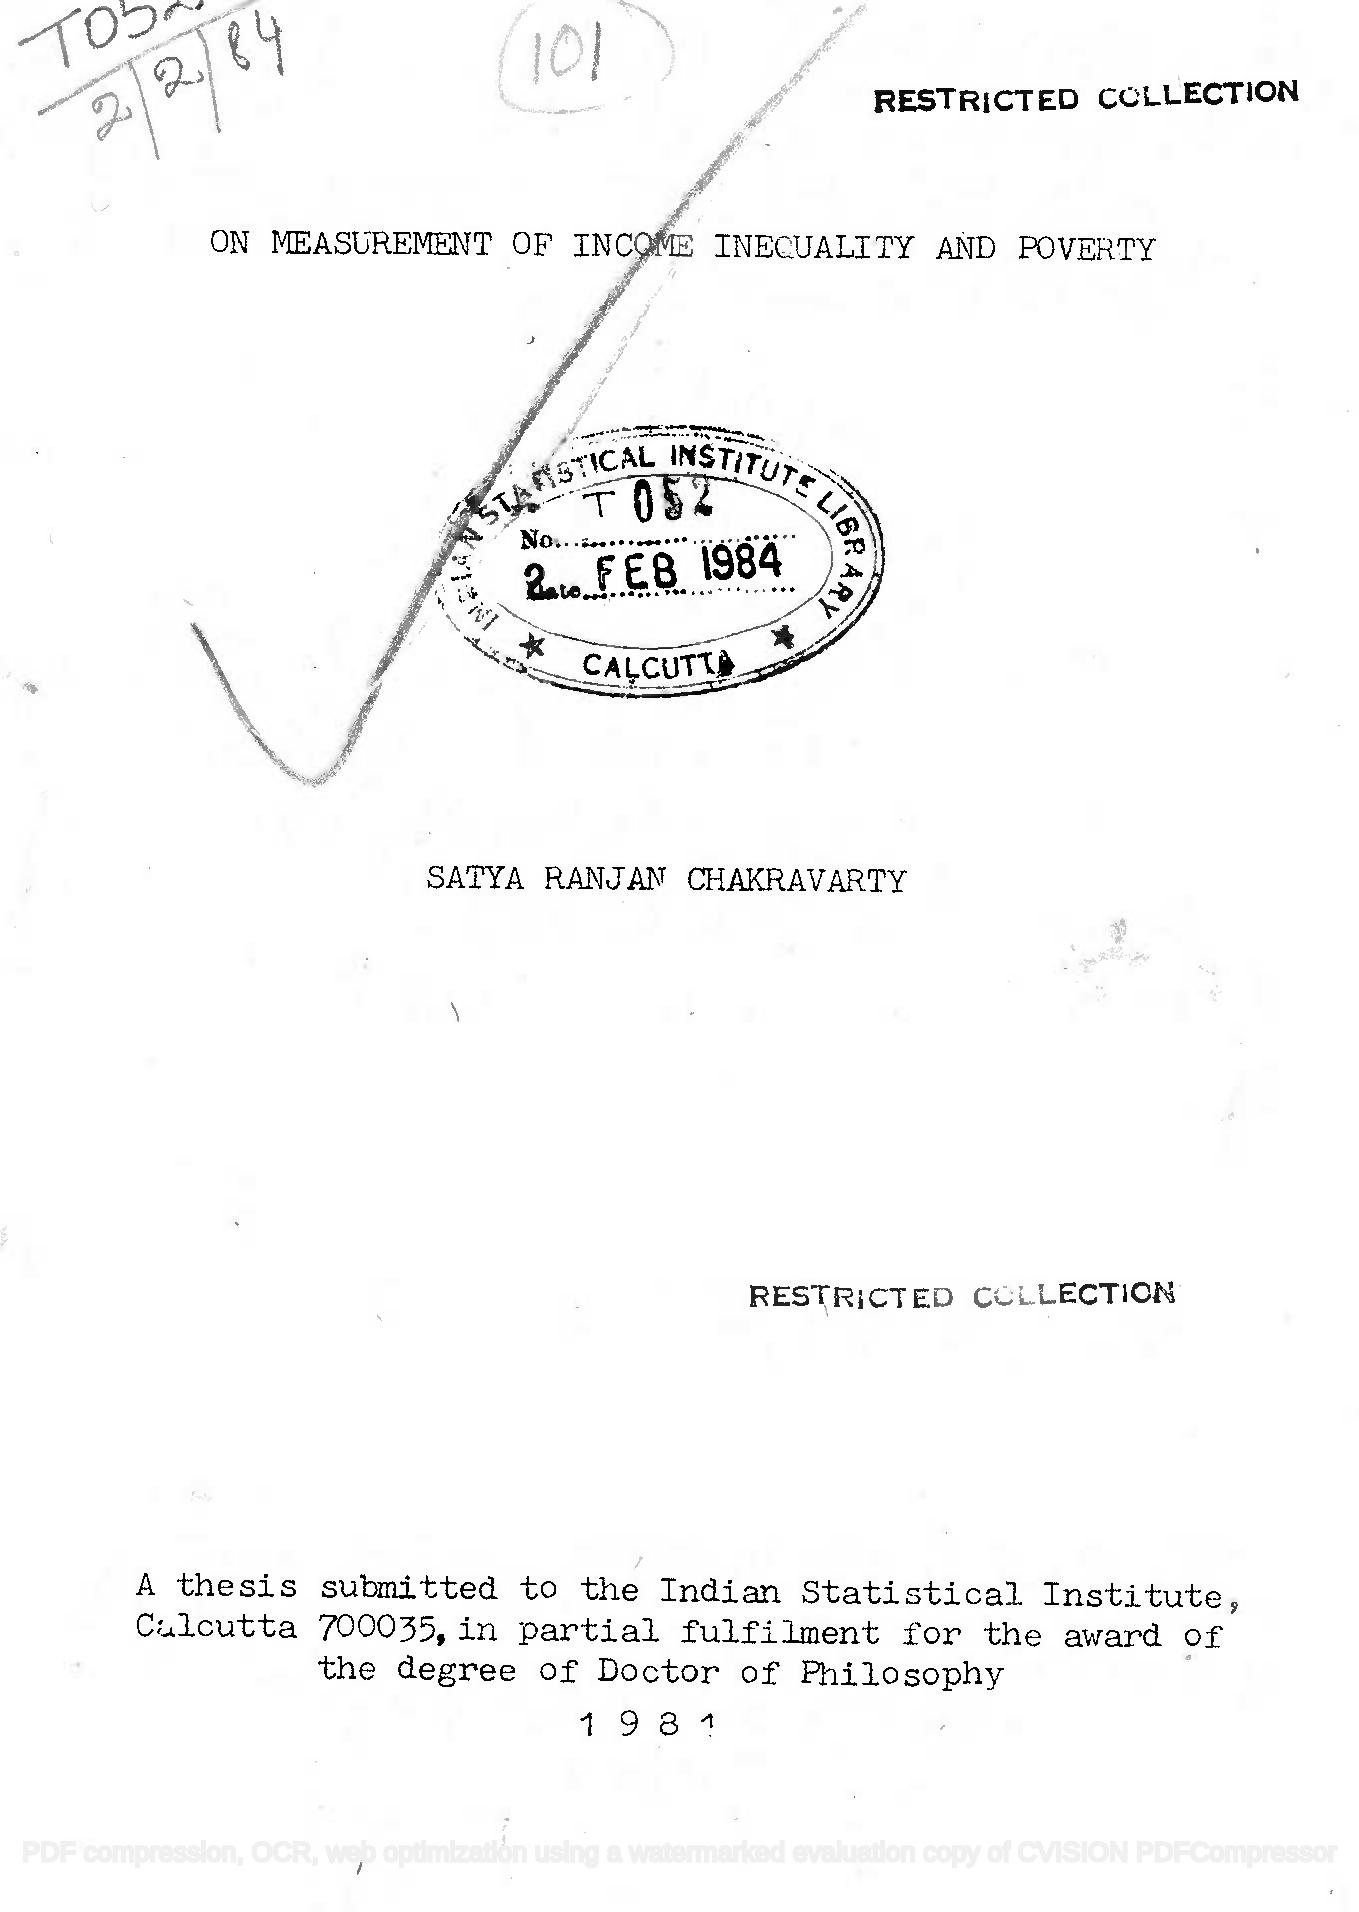 T052
2/2/84
101
RESTRICTED COLLECTION
ON MEASUREMENT OF INCOME INEQUALITY AND POVERTY
INDIAN STATISTICAL INSTITUTE LIBRARY
T 052
No.
2 FEB 1984
Date
CALCUTTA
SATYA RANJAN CHAKRAVARTY
RESTRICTED COLLECTION
A thesis submitted to the Indian Statistical Institute,
Calcutta 700035, in partial fulfilment for the award of
the degree of Doctor of Philosophy
1 9 8 1
PDF compression, OCR, web optimization using a watermarked evaluation copy of CVISION PDFCompressor